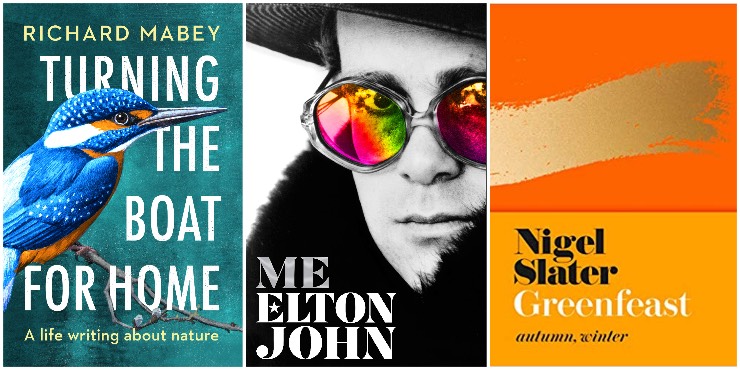 RICHARD MABEY
TURNING
THE
BOAT
FOR HOME
A life writing about nature
ME
ELTON
JOHN
Nigel
Slater
Greenfeast
autumn, winter